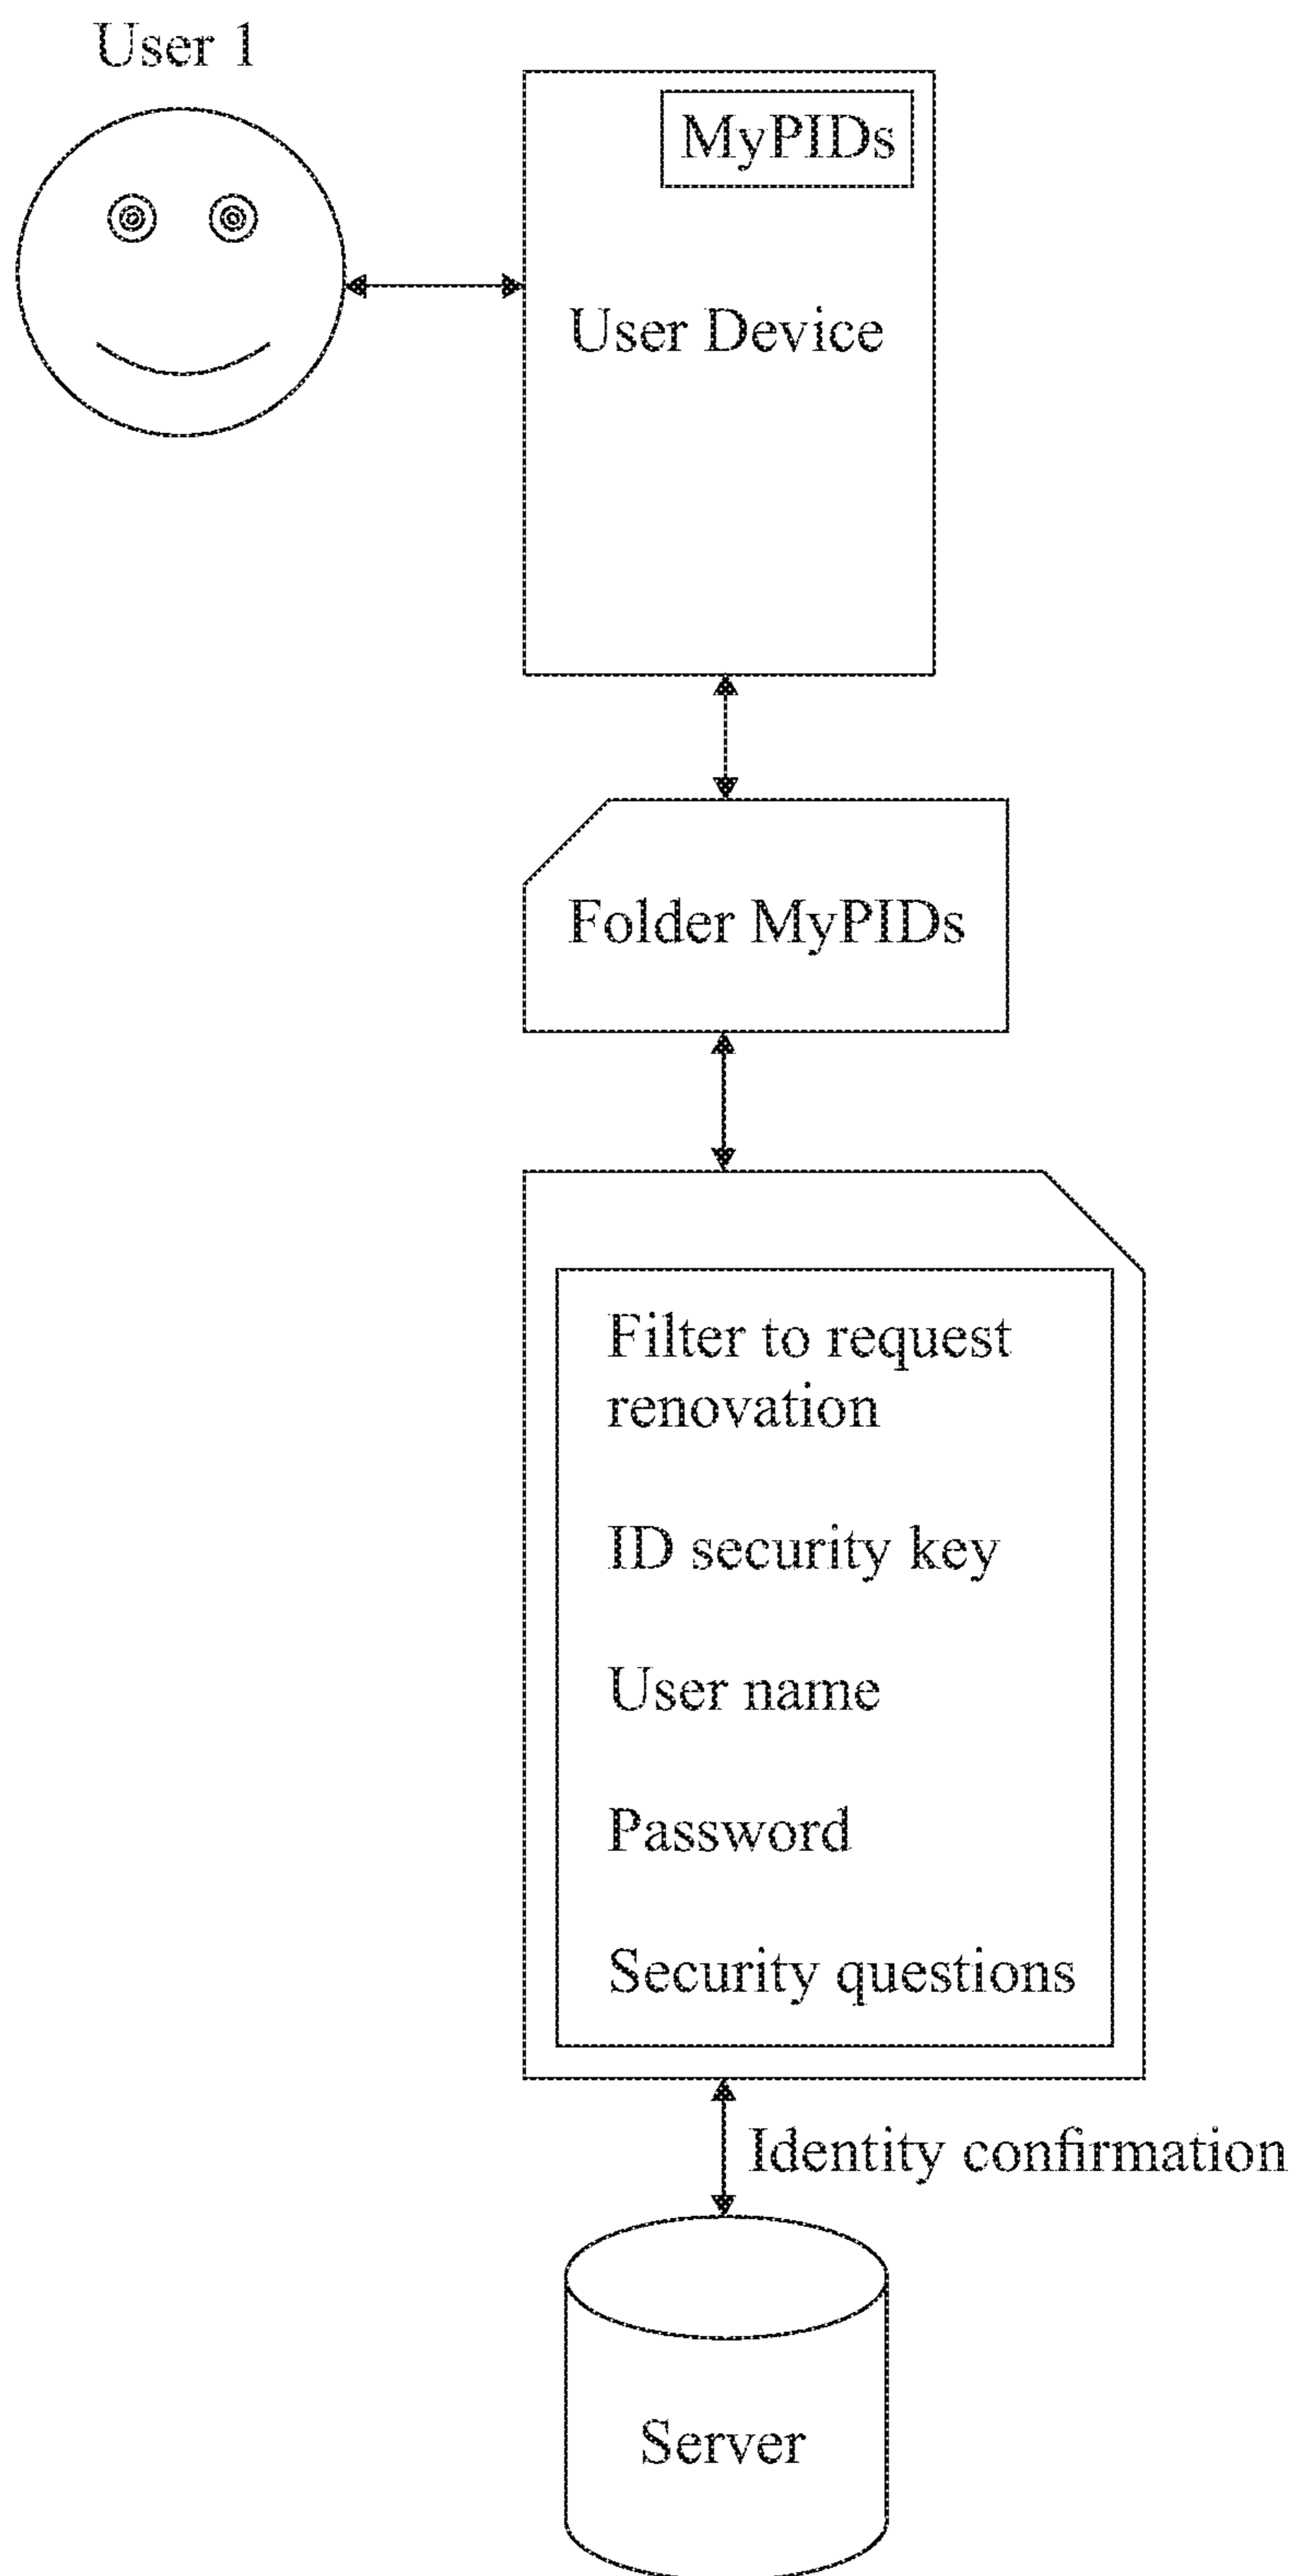 User 1
MyPIDs
User Device
Folder MyPIDs
Filter to request
renovation
ID security key
User name
Password
Security questions
Identity confirmation
Server